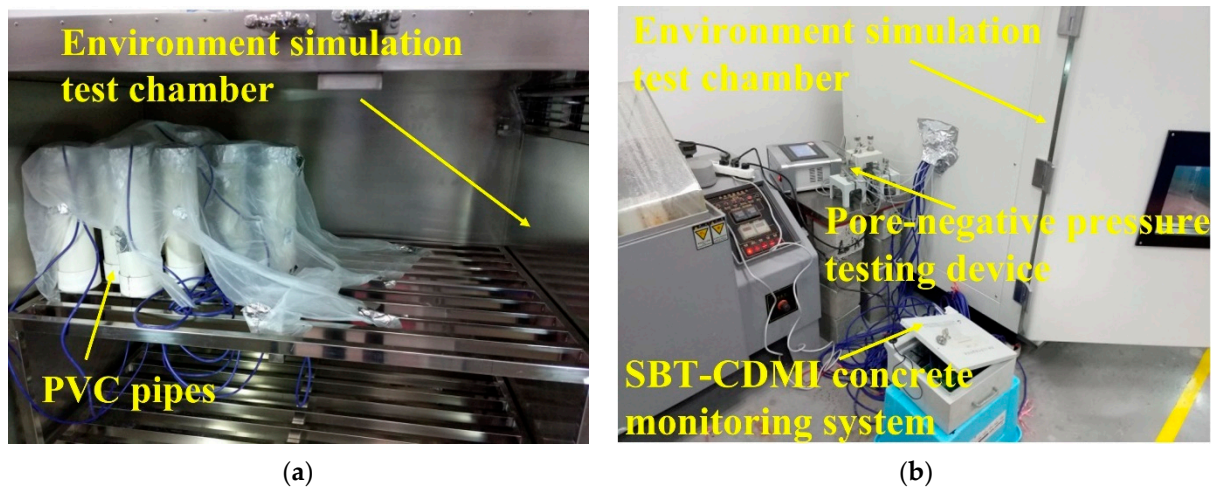 Environment simulation
test chamber
PVC pipes
(a)
Environment simulation
test chamber
Pore-negative pressure
testing device
SBT-CDMI concrete
monitoring system
(b)